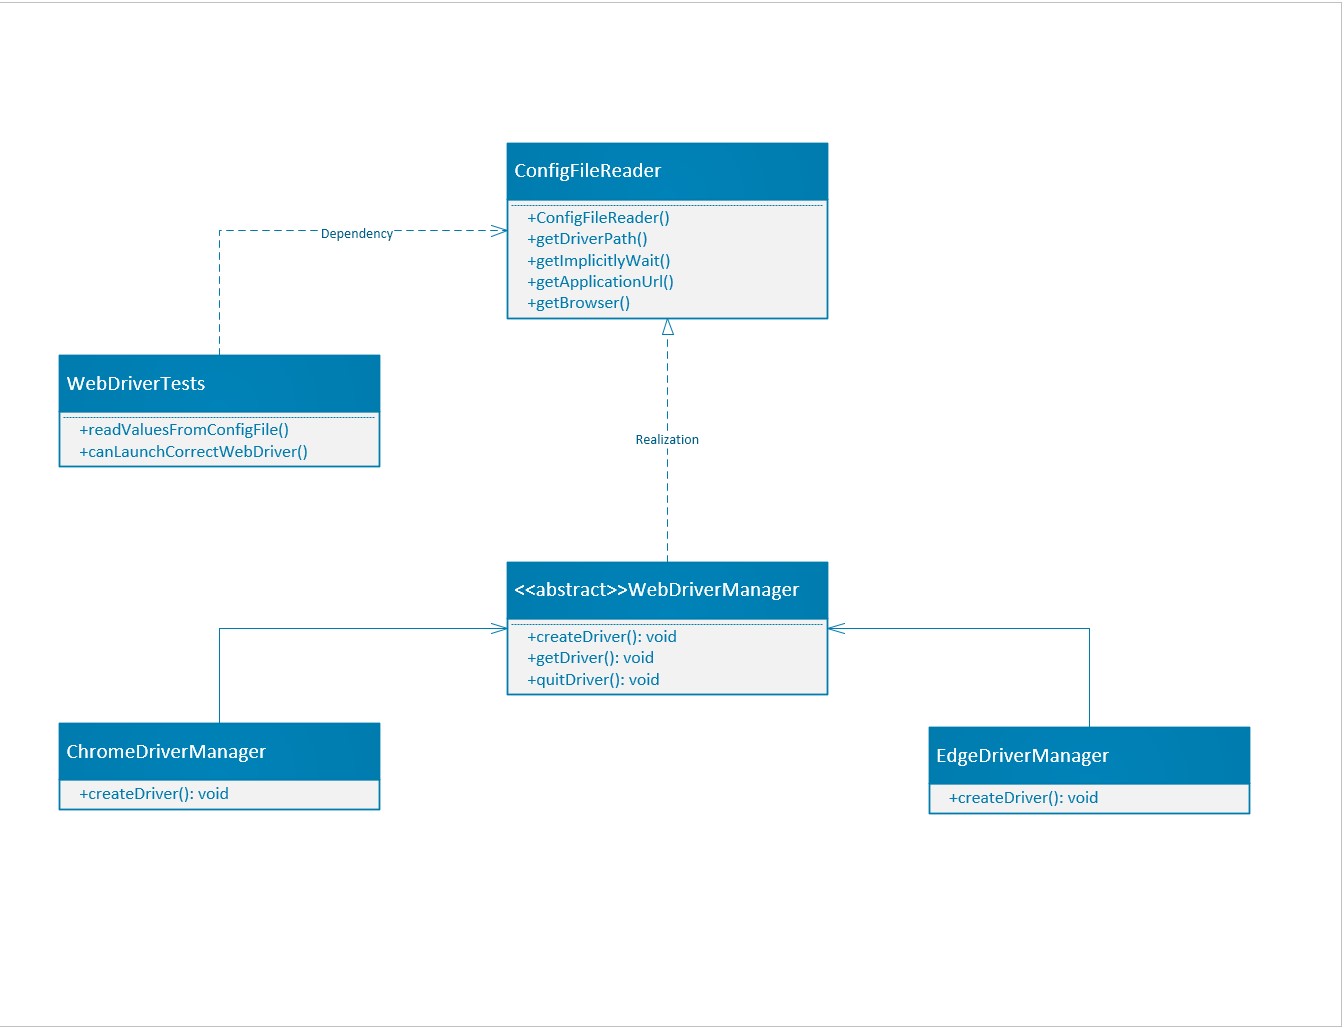 ConfigFileReader
+ConfigFileReader()
+getDriverPath()
+getImplicitlyWait()
+getApplicationUrl()
+getBrowser()
Dependency
WebDriverTests
+readValuesFromConfigFile()
+canLaunchCorrectWebDriver()
Realization
<<abstract>>WebDriverManager
+createDriver(): void
+getDriver(): void
+quitDriver(): void
ChromeDriverManager
+createDriver(): void
EdgeDriverManager
+createDriver(): void